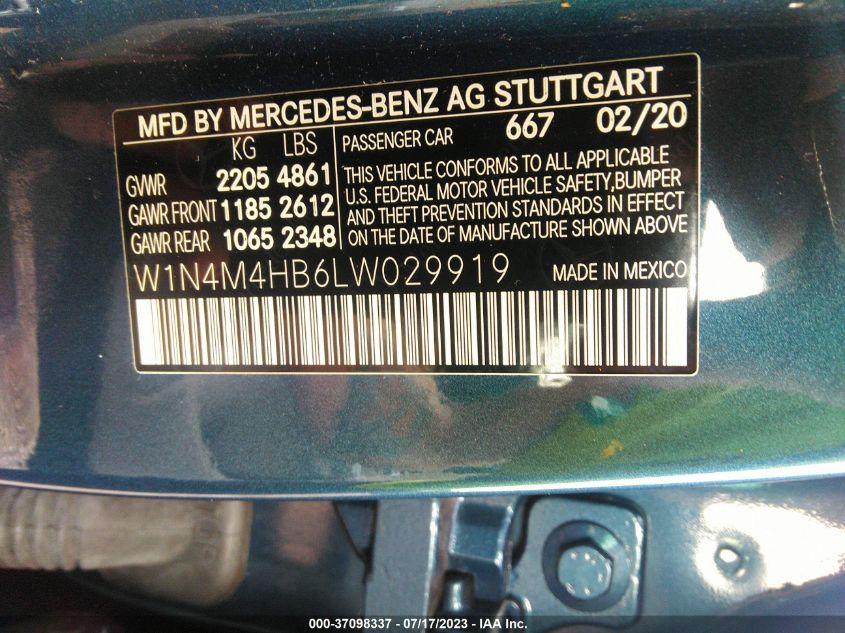 MFD BY MERCEDES-BENZ AG STUTTGART
KG LBS PASSENGER CAR 667 02/20
GVWR 2205 4861
GAWR FRONT 1185 2612
GAWR REAR 1065 2348
THIS VEHICLE CONFORMS TO ALL APPLICABLE
U.S. FEDERAL MOTOR VEHICLE SAFETY,BUMPER
AND THEFT PREVENTION STANDARDS IN EFFECT
ON THE DATE OF MANUFACTURE SHOWN ABOVE
W1N4M4HB6LW029919 MADE IN MEXICO
000-37098337 / 07/17/2023 - IAA Inc.